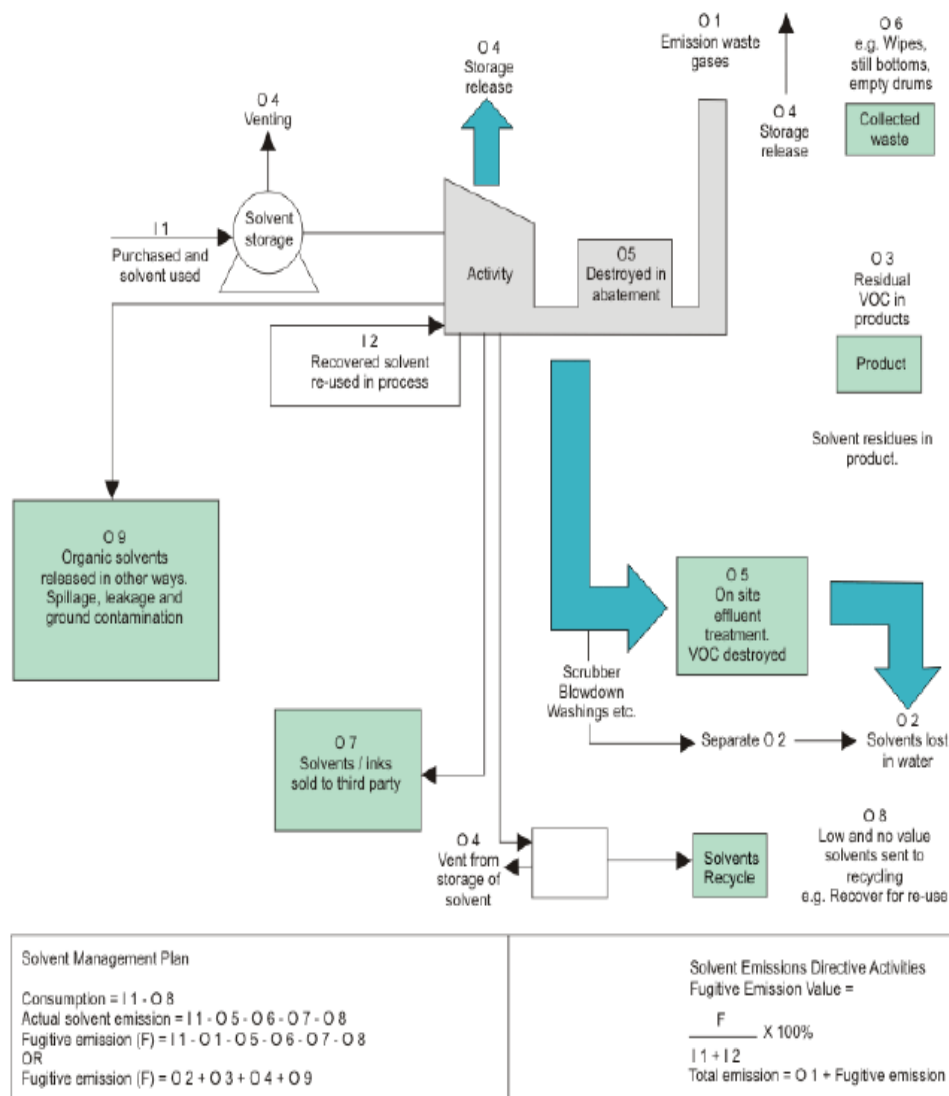 O 1
Emission waste
gases
O 6
e.g. Wipes,
still bottoms,
empty drums
O 4
Storage
release
O 4
Venting
O 4
Storage
release
Collected
waste
Solvent
storage
I 1
Purchased and
solvent used
Activity
O5
Destroyed in
abatement
O 3
Residual
VOC in
products
I 2
Recovered solvent
re-used in process
Product
Solvent residues in
product.
O 9
Organic solvents
released in other ways.
Spillage, leakage and
ground contamination
O 5
On site
effluent
treatment.
VOC destroyed
Scrubber
Blowdown
Washings etc.
Separate O 2
O 2
Solvents lost
in water
O 7
Solvents / inks
sold to third party
O 4
Vent from
storage of
solvent
Solvents
Recycle
O 8
Low and no value
solvents sent to
recycling
e.g. Recover for re-use
Solvent Management Plan
Consumption = I 1 - O 8
Actual solvent emission = I 1 - O 5 - O 6 - O 7 - O 8
Fugitive emission (F) = I 1 - O 1 - O 5 - O 6 - O 7 - O 8
OR
Fugitive emission (F) = O 2 + O 3 + O 4 + O 9
Solvent Emissions Directive Activities
Fugitive Emission Value =
F
X 100%
I 1 + I 2
Total emission = O 1 + Fugitive emission